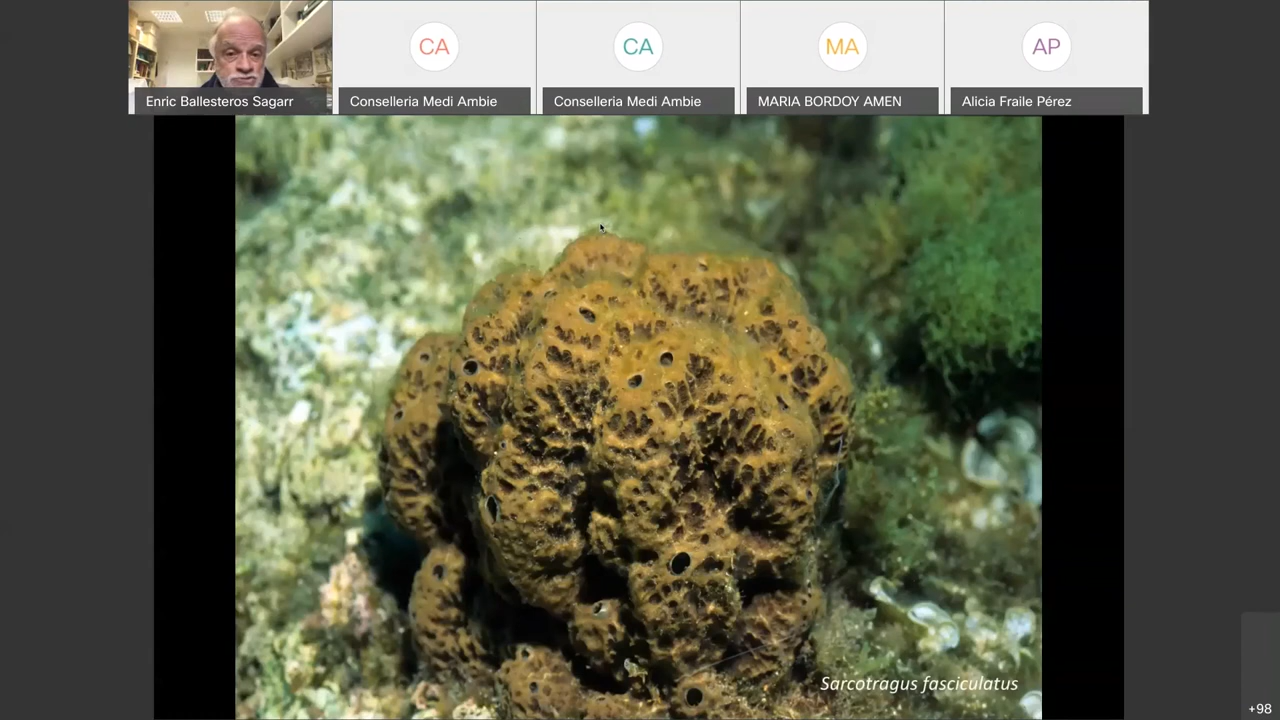 CA
CA
MA
AP
Enric Ballesteros Sagarr
Conselleria Medi Ambie
Conselleria Medi Ambie
MARIA BORDOY AMEN
Alicia Fraile Pérez
Sarcotragus fasciculatus
+98